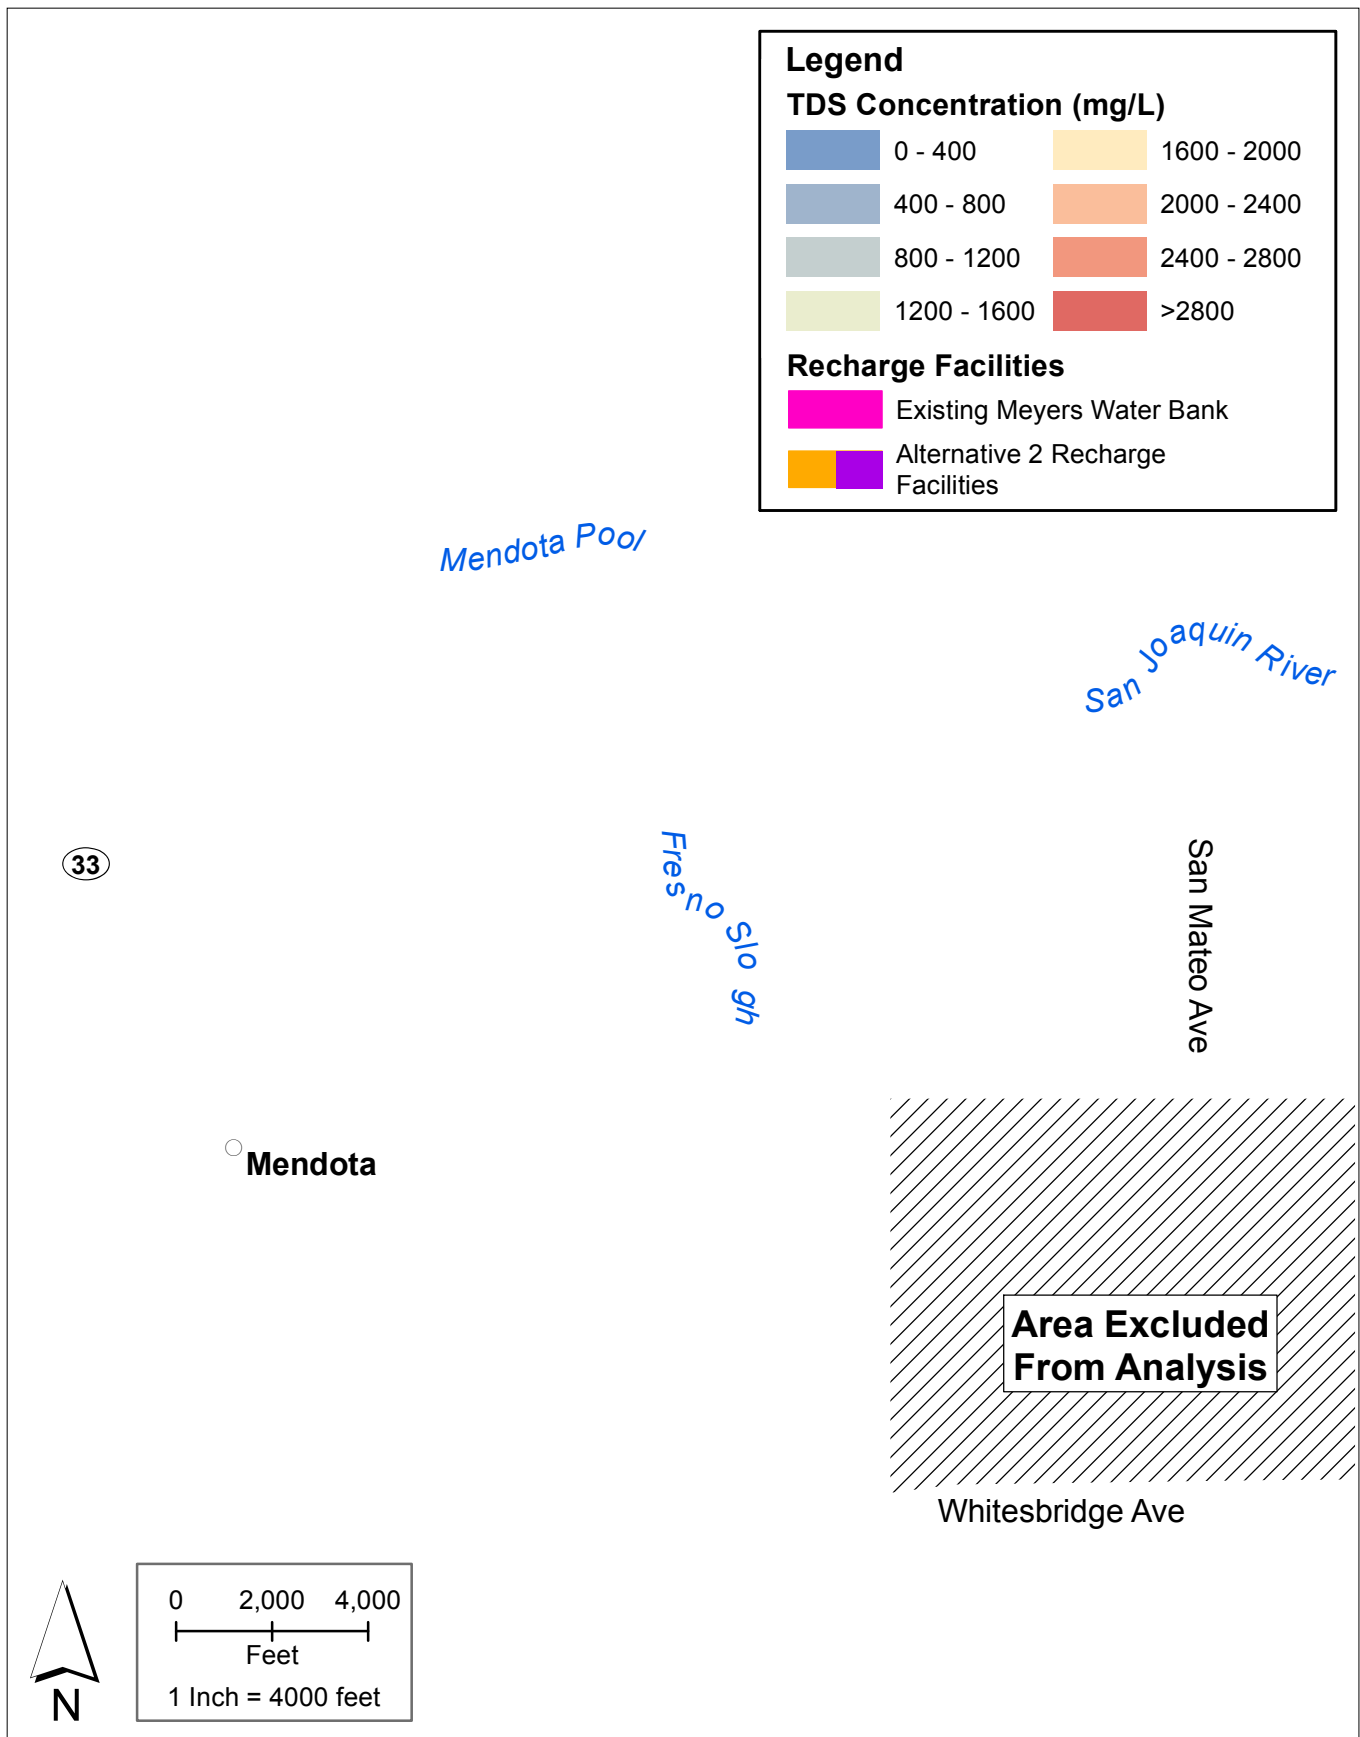 Legend
TDS Concentration (mg/L)
0 - 400
1600 - 2000
400 - 800
2000 - 2400
800 - 1200
2400 - 2800
1200 - 1600
>2800
Recharge Facilities
Existing Meyers Water Bank
Alternative 2 Recharge
Facilities
Mendota Pool
San Joaquin River
33
Fresno Slo gh
San Mateo Ave
Mendota
Area Excluded
From Analysis
Whitesbridge Ave
0 2,000 4,000
Feet
1 Inch = 4000 feet
N